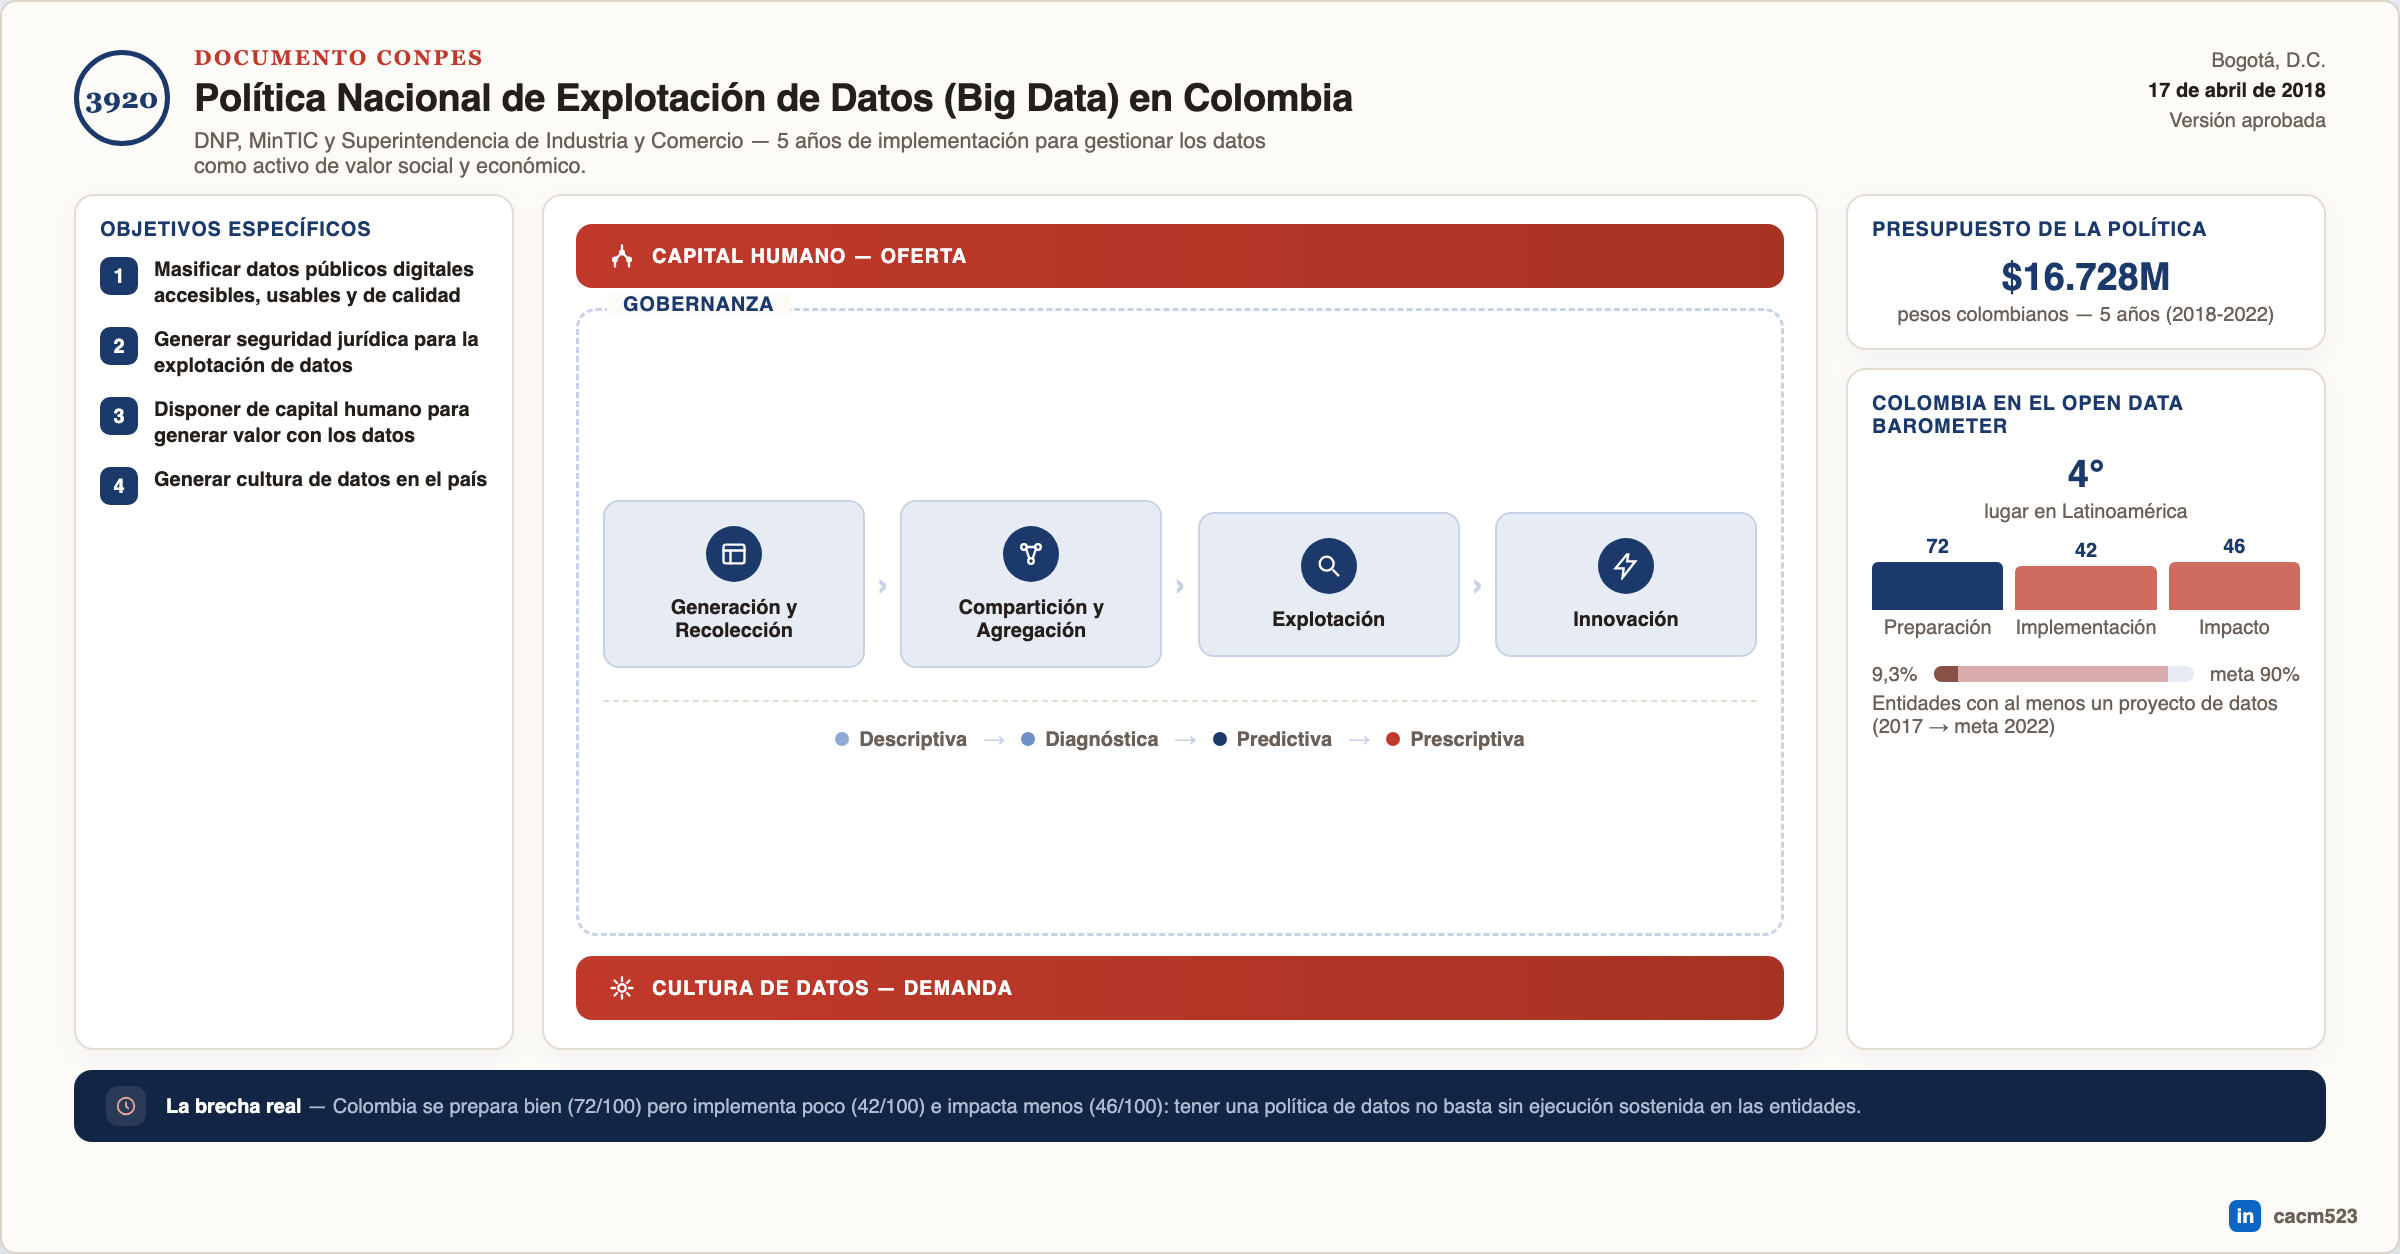 3920
DOCUMENTO CONPES
Política Nacional de Explotación de Datos (Big Data) en Colombia
DNP, MinTIC y Superintendencia de Industria y Comercio — 5 años de implementación para gestionar los datos
como activo de valor social y económico.
Bogotá, D.C.
17 de abril de 2018
Versión aprobada
OBJETIVOS ESPECÍFICOS
1 Masificar datos públicos digitales
accesibles, usables y de calidad
2 Generar seguridad jurídica para la
explotación de datos
3 Disponer de capital humano para
generar valor con los datos
4 Generar cultura de datos en el país
CAPITAL HUMANO — OFERTA
GOBERNANZA
Generación y
Recolección
›
Compartición y
Agregación
›
Explotación
›
Innovación
Descriptiva → Diagnóstica → Predictiva → Prescriptiva
CULTURA DE DATOS — DEMANDA
PRESUPUESTO DE LA POLÍTICA
$16.728M
pesos colombianos — 5 años (2018-2022)
COLOMBIA EN EL OPEN DATA
BAROMETER
4°
lugar en Latinoamérica
72 42 46
Preparación Implementación Impacto
9,3% meta 90%
Entidades con al menos un proyecto de datos
(2017 → meta 2022)
La brecha real — Colombia se prepara bien (72/100) pero implementa poco (42/100) e impacta menos (46/100): tener una política de datos no basta sin ejecución sostenida en las entidades.
in cacm523